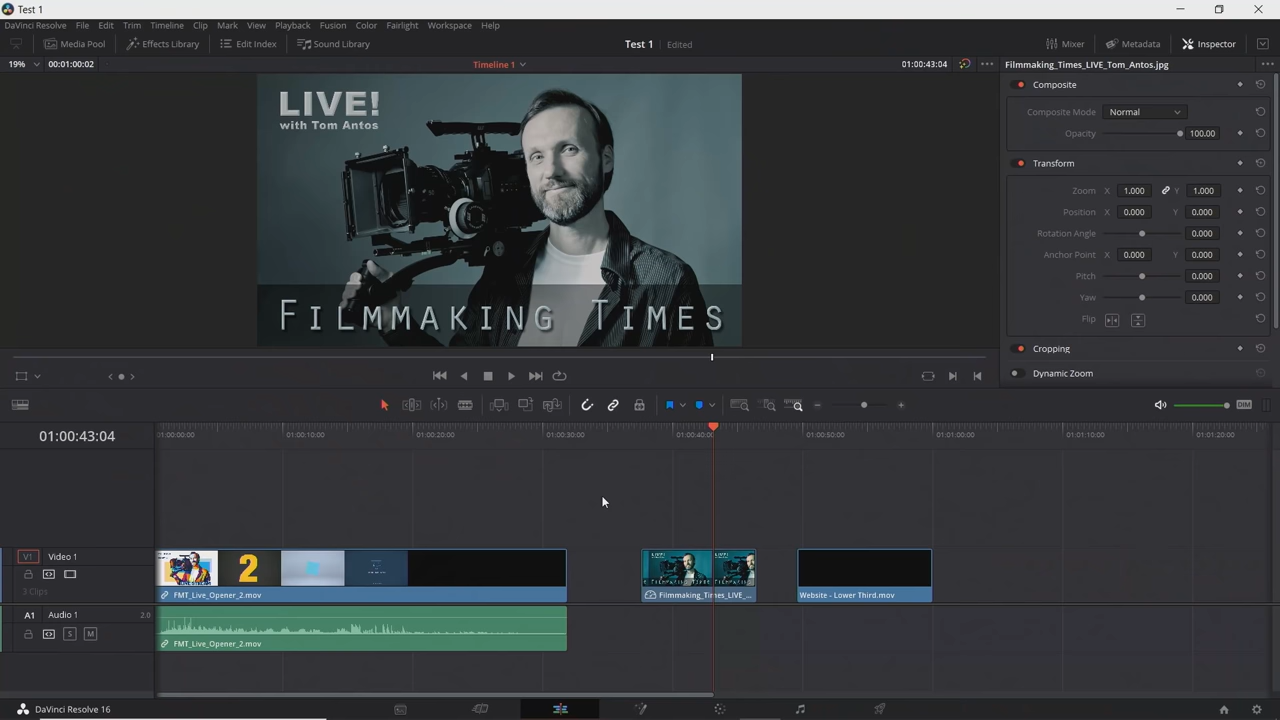 Test 1
DaVinci Resolve File Edit Trim Timeline Clip Mark View Playback Fusion Color Fairlight Workspace Help
Media Pool Effects Library Edit Index Sound Library Test 1 Edited Mixer Metadata Inspector
19% 00:01:00:02 Timeline 1 01:00:43:04 Filmmaking_Times_LIVE_Tom_Antos.jpg
LIVE!
with Tom Antos
Filmmaking Times
Composite
Composite Mode Normal
Opacity 100.00
Transform
Zoom X 1.000 Y 1.000
Position X 0.000 Y 0.000
Rotation Angle 0.000
Anchor Point X 0.000 Y 0.000
Pitch 0.000
Yaw 0.000
Flip
Cropping
Dynamic Zoom
DIM
01:00:43:04 01:00:00:00 01:00:10:00 01:00:20:00 01:00:30:00 01:00:40:00 01:00:50:00 01:01:00:00 01:01:10:00 01:01:20:00
V1 Video 1
2
3 Clips
FMT_Live_Opener_2.mov Filmmaking_Times_LIVE_... Website - Lower Third.mov
A1 Audio 1 2.0
S M
FMT_Live_Opener_2.mov
DaVinci Resolve 16